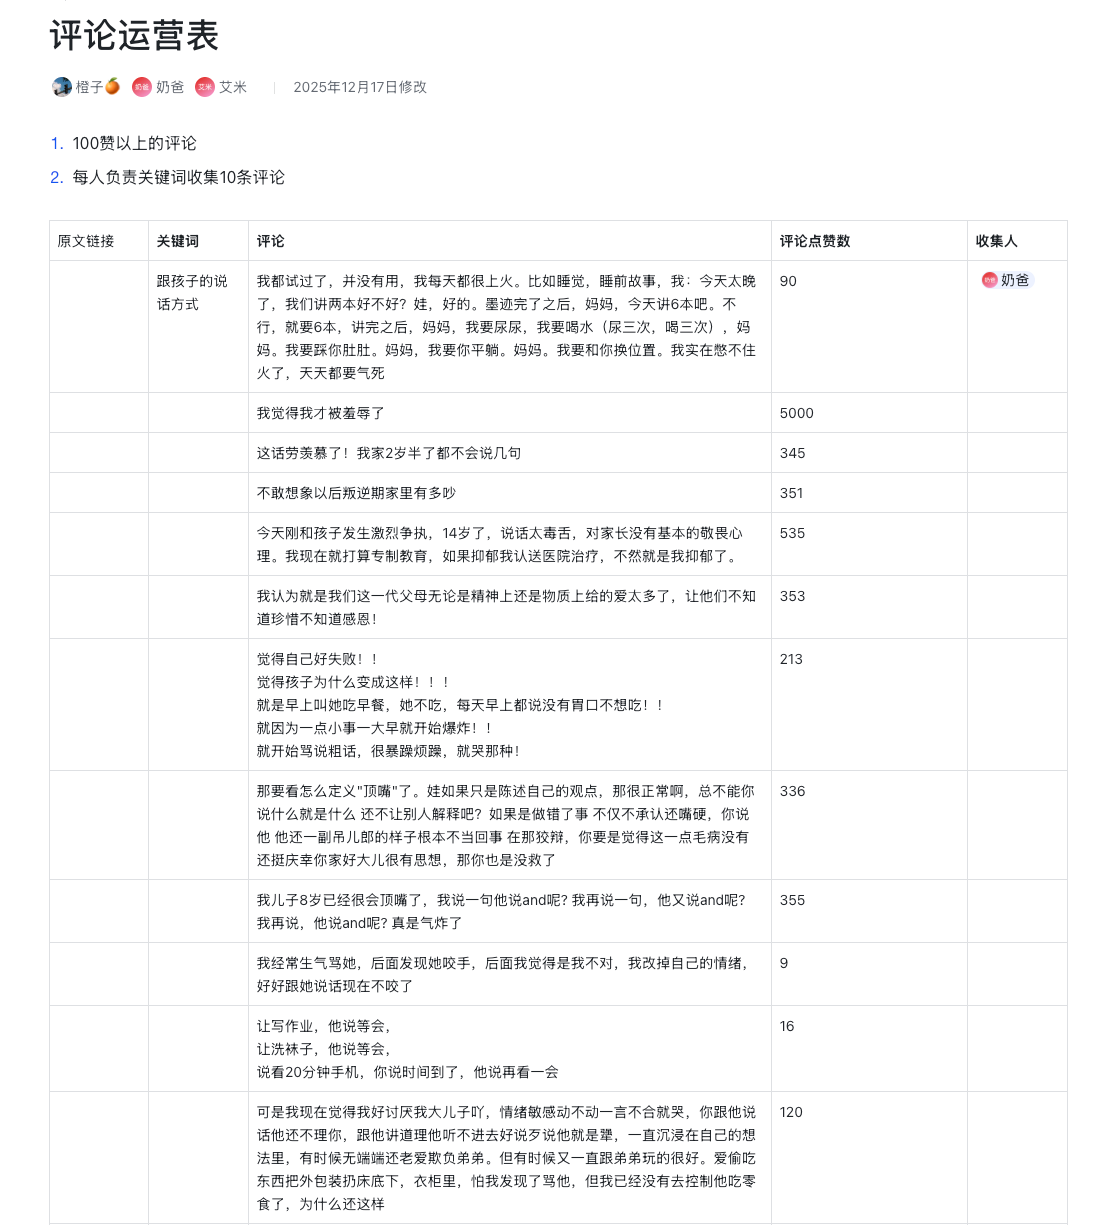 评论运营表
橙子🍊 奶爸 艾米 2025年12月17日修改
1. 100赞以上的评论
2. 每人负责关键词收集10条评论
原文链接 关键词 评论 评论点赞数 收集人
跟孩子的说
话方式
我都试过了，并没有用，我每天都很上火。比如睡觉，睡前故事，我：今天太晚
了，我们讲两本好不好？娃，好的。墨迹完了之后，妈妈，今天讲6本吧。不
行，就要6本，讲完之后，妈妈，我要尿尿，我要喝水（尿三次，喝三次），妈
妈。我要踩你肚肚。妈妈，我要你平躺。妈妈。我要和你换位置。我实在憋不住
火了，天天都要气死
90
奶爸
我觉得我才被羞辱了 5000
这话劳羡慕了！我家2岁半了都不会说几句 345
不敢想象以后叛逆期家里有多吵 351
今天刚和孩子发生激烈争执，14岁了，说话太毒舌，对家长没有基本的敬畏心
理。我现在就打算专制教育，如果抑郁我认送医院治疗，不然就是我抑郁了。
535
我认为就是我们这一代父母无论是精神上还是物质上给的爱太多了，让他们不知
道珍惜不知道感恩！
353
觉得自己好失败！！
觉得孩子为什么变成这样！！！
就是早上叫她吃早餐，她不吃，每天早上都说没有胃口不想吃！！
就因为一点小事一大早就开始爆炸！！
就开始骂说粗话，很暴躁烦躁，就哭那种！
213
那要看怎么定义"顶嘴"了。娃如果只是陈述自己的观点，那很正常啊，总不能你
说什么就是什么 还不让别人解释吧？如果是做错了事 不仅不承认还嘴硬，你说
他 他还一副吊儿郎的样子根本不当回事 在那狡辩，你要是觉得这一点毛病没有
还挺庆幸你家好大儿很有思想，那你也是没救了
336
我儿子8岁已经很会顶嘴了，我说一句他说and呢? 我再说一句，他又说and呢?
我再说，他说and呢? 真是气炸了
355
我经常生气骂她，后面发现她咬手，后面我觉得是我不对，我改掉自己的情绪，
好好跟她说话现在不咬了
9
让写作业，他说等会，
让洗袜子，他说等会，
说看20分钟手机，你说时间到了，他说再看一会
16
可是我现在觉得我好讨厌我大儿子吖，情绪敏感动不动一言不合就哭，你跟他说
话他还不理你，跟他讲道理他听不进去好说歹说他就是犟，一直沉浸在自己的想
法里，有时候无端端还老爱欺负弟弟。但有时候又一直跟弟弟玩的很好。爱偷吃
东西把外包装扔床底下，衣柜里，怕我发现了骂他，但我已经没有去控制他吃零
食了，为什么还这样
120